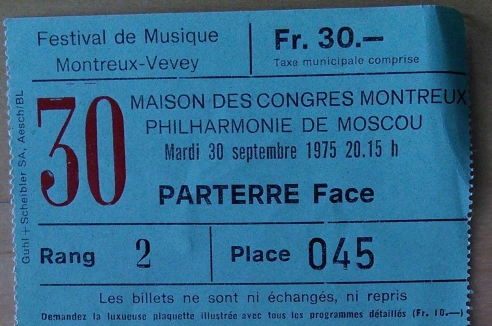 Festival de Musique
Montreux-Vevey
Fr. 30.—
Taxe municipale comprise
30
MAISON DES CONGRES MONTREUX
PHILHARMONIE DE MOSCOU
Mardi 30 septembre 1975 20.15 h
PARTERRE Face
Guhl + Scheibler SA, Aesch/BL
Rang 2
Place 045
Les billets ne sont ni échangés, ni repris
Demandez la luxueuse plaquette illustrée avec tous les programmes détaillés (Fr. 10.—)